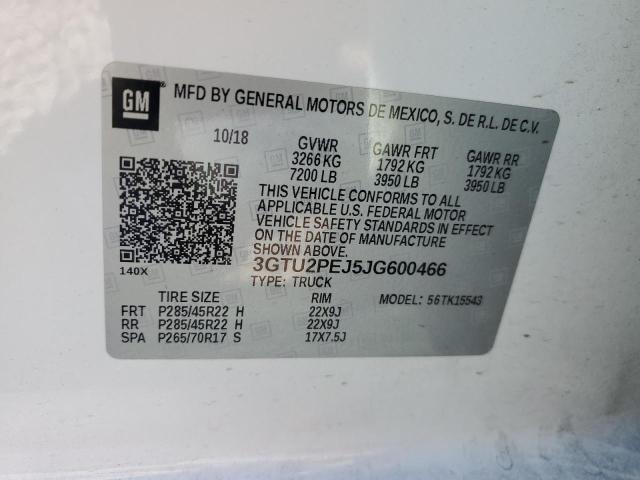 GM
MFD BY GENERAL MOTORS DE MEXICO, S. DE R.L. DE C.V.
10/18 GVWR GAWR FRT GAWR RR
3266 KG 1792 KG 1792 KG
7200 LB 3950 LB 3950 LB
THIS VEHICLE CONFORMS TO ALL
APPLICABLE U.S. FEDERAL MOTOR
VEHICLE SAFETY STANDARDS IN EFFECT
ON THE DATE OF MANUFACTURE
SHOWN ABOVE.
140X
3GTU2PEJ5JG600466
TYPE: TRUCK
TIRE SIZE RIM MODEL: 56TK15543
FRT P285/45R22 H 22X9J
RR P285/45R22 H 22X9J
SPA P265/70R17 S 17X7.5J